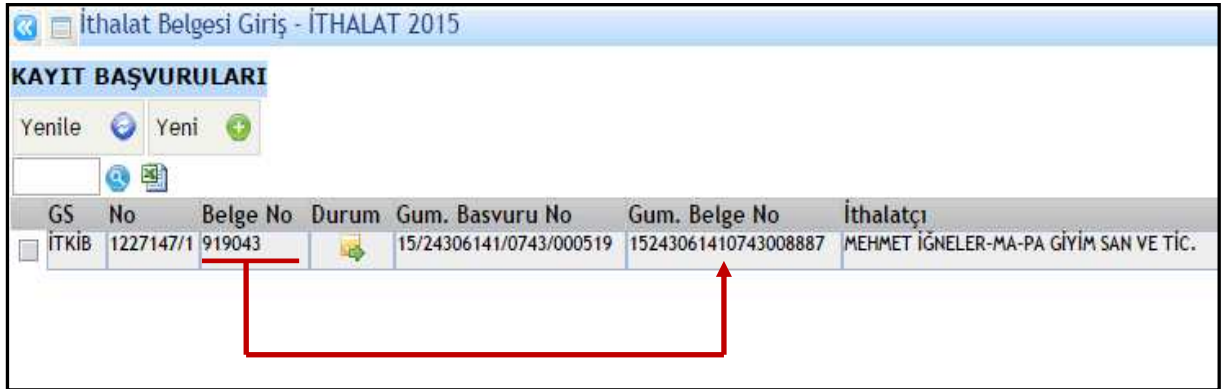 İthalat Belgesi Giriş - İTHALAT 2015
KAYIT BAŞVURULARI
Yenile Yeni
GS No Belge No Durum Gum. Basvuru No Gum. Belge No İthalatçı
İTKİB 1227147/1 919043 15/24306141/0743/000519 15243061410743008887 MEHMET İĞNELER-MA-PA GİYİM SAN VE TİC.